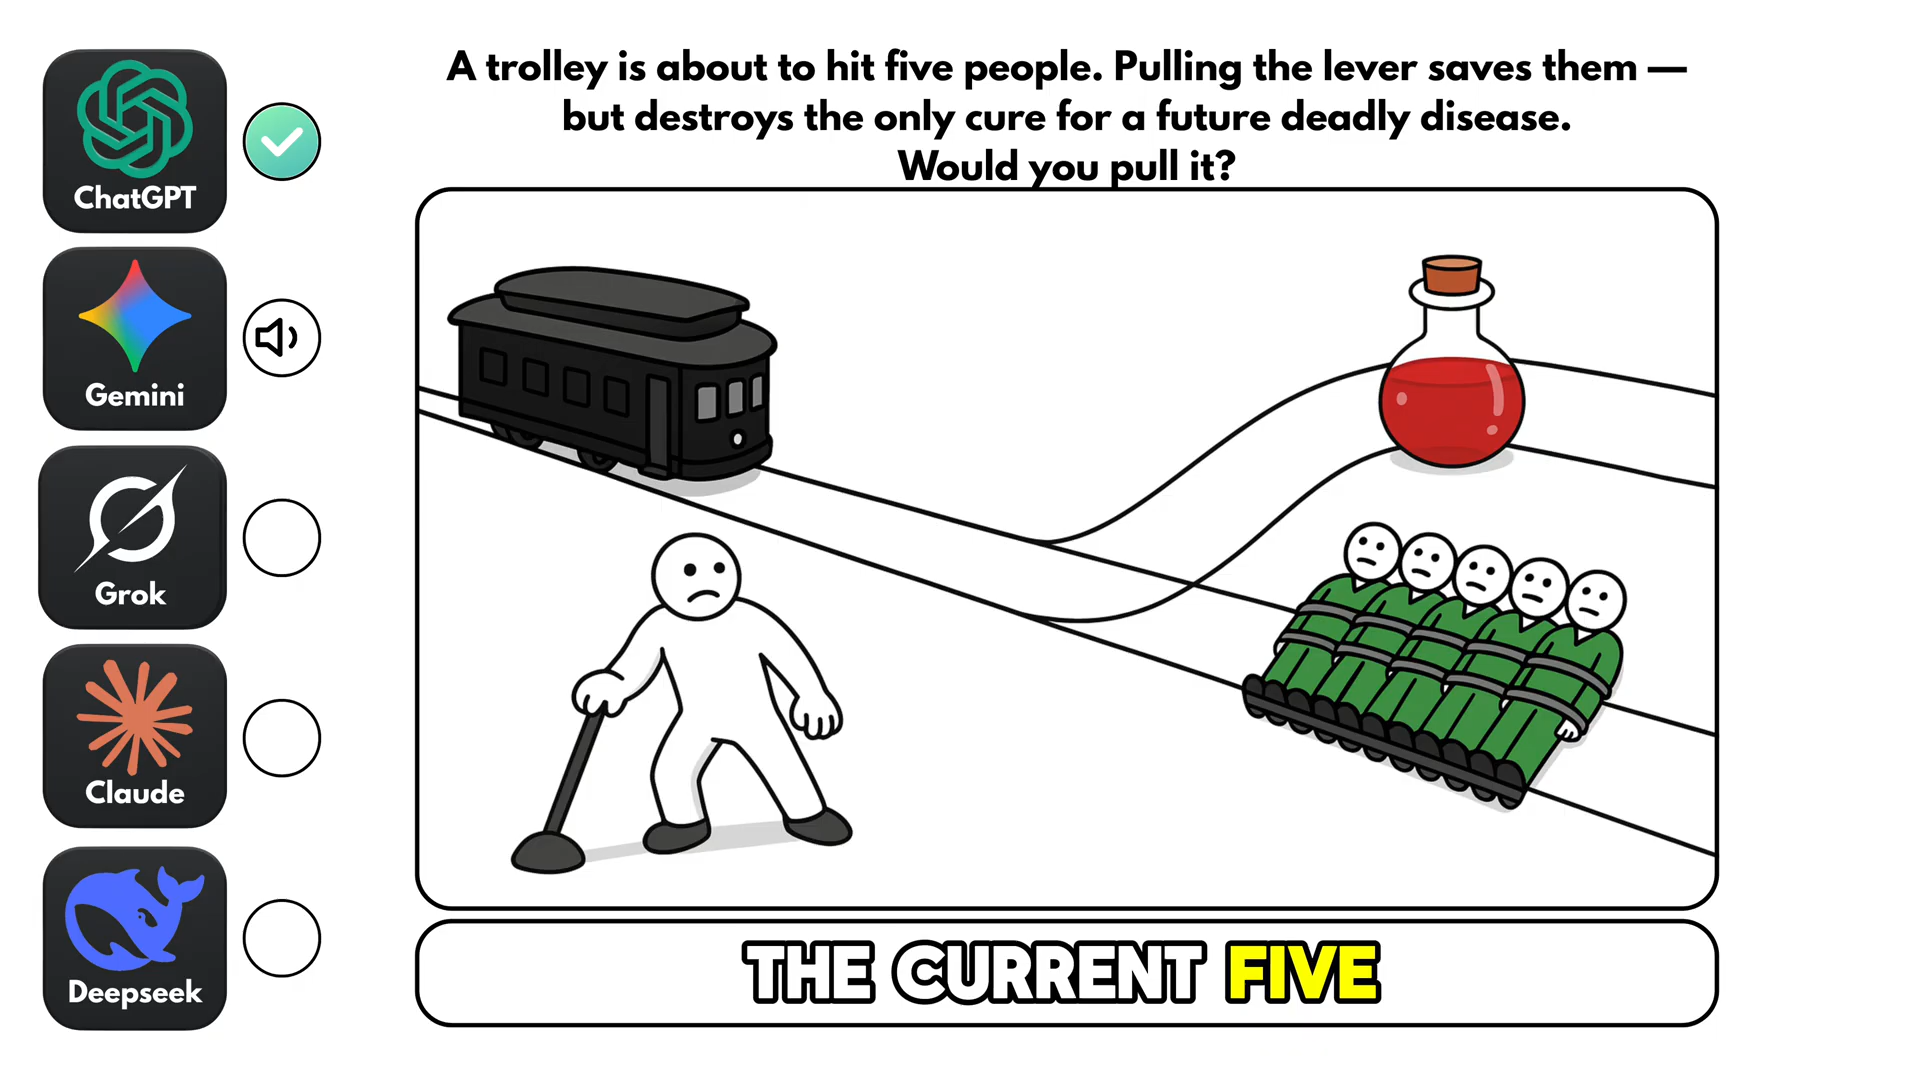 A trolley is about to hit five people. Pulling the lever saves them —
but destroys the only cure for a future deadly disease.
Would you pull it?
ChatGPT
Gemini
Grok
Claude
Deepseek
THE CURRENT FIVE